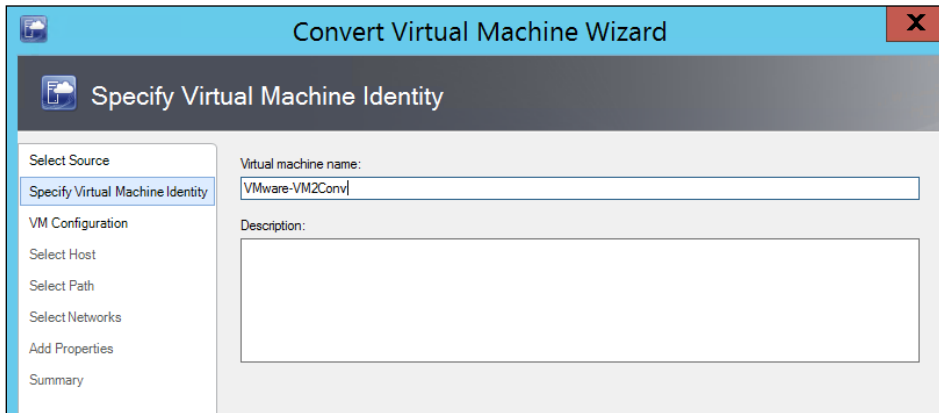 Convert Virtual Machine Wizard
X
Specify Virtual Machine Identity
Select Source
Specify Virtual Machine Identity
VM Configuration
Select Host
Select Path
Select Networks
Add Properties
Summary
Virtual machine name:
VMware-VM2Conv
Description: